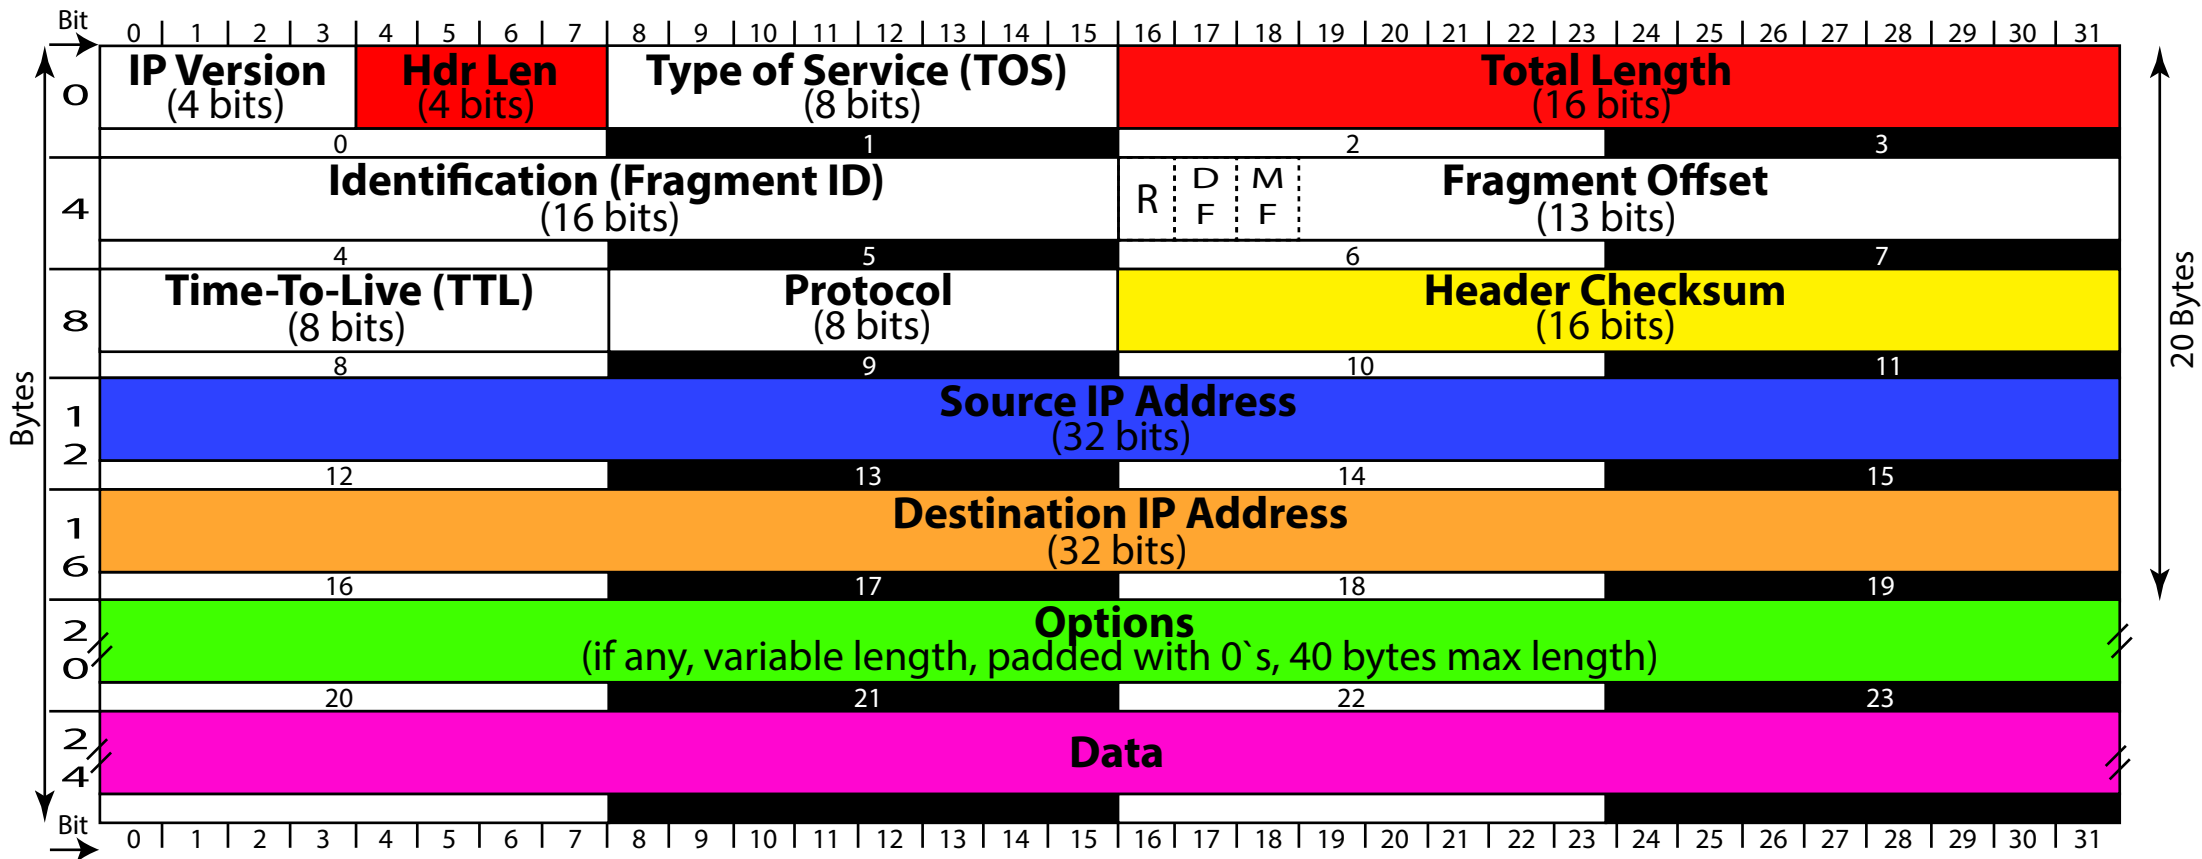 Bit 0 1 2 3 4 5 6 7 8 9 10 11 12 13 14 15 16 17 18 19 20 21 22 23 24 25 26 27 28 29 30 31
0 IP Version Hdr Len Type of Service (TOS) Total Length
(4 bits) (4 bits) (8 bits) (16 bits)
0 1 2 3
4 Identification (Fragment ID) R DF MF Fragment Offset
(16 bits) (13 bits)
4 5 6 7
8 Time-To-Live (TTL) Protocol Header Checksum
(8 bits) (8 bits) (16 bits)
8 9 10 11
12 Source IP Address
(32 bits)
12 13 14 15
16 Destination IP Address
(32 bits)
16 17 18 19
20 Options
(if any, variable length, padded with 0`s, 40 bytes max length)
20 21 22 23
24 Data
Bit 0 1 2 3 4 5 6 7 8 9 10 11 12 13 14 15 16 17 18 19 20 21 22 23 24 25 26 27 28 29 30 31
Bytes
20 Bytes